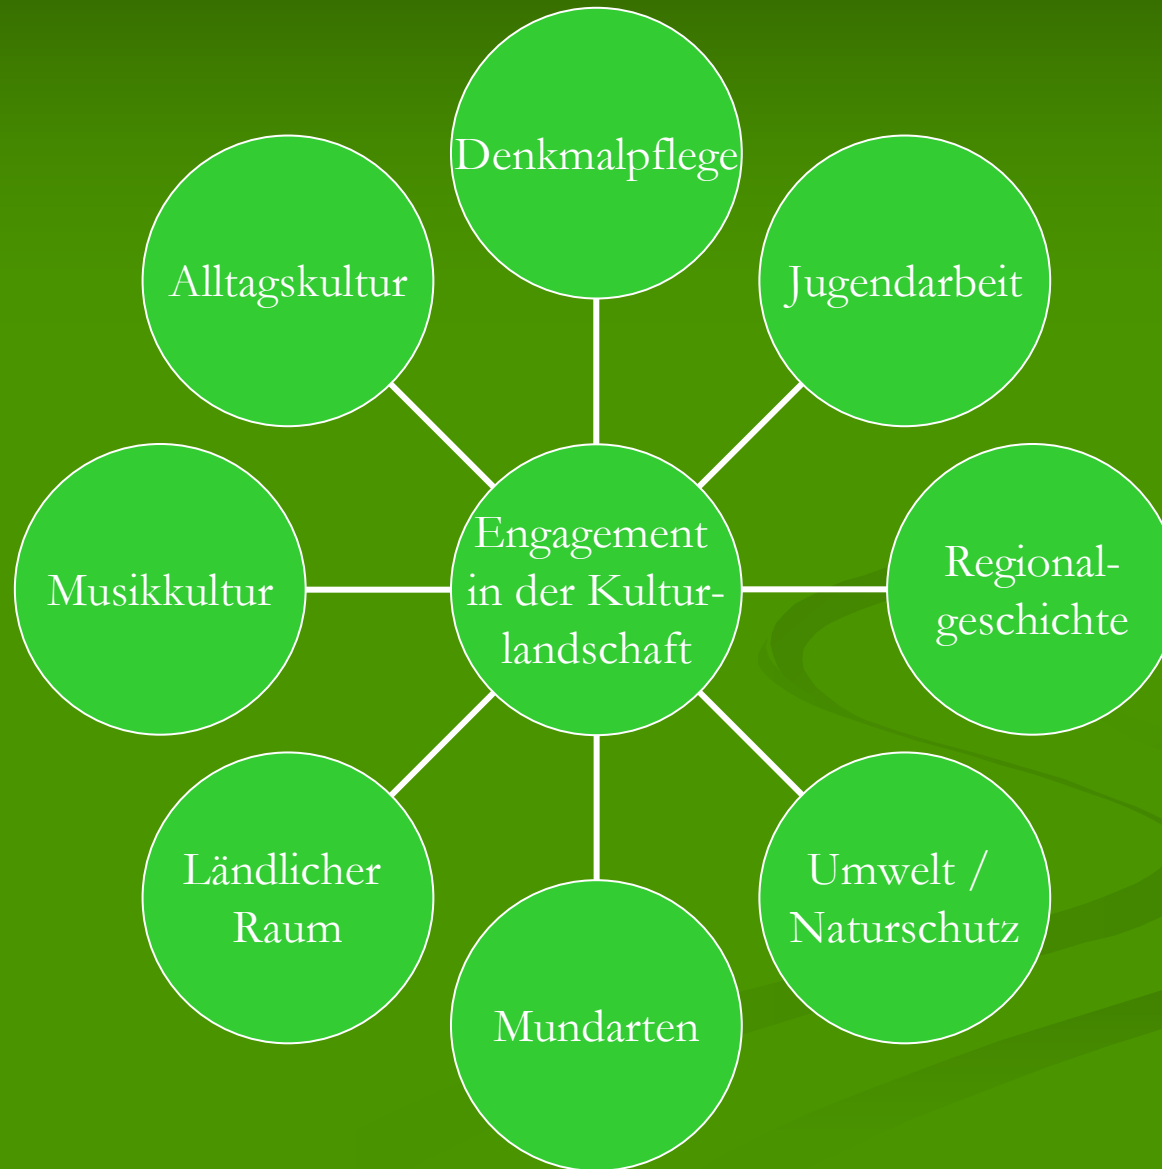 Denkmalpflege
Alltagskultur
Jugendarbeit
Musikkultur
Engagement
in der Kultur-
landschaft
Regional-
geschichte
Ländlicher
Raum
Umwelt /
Naturschutz
Mundarten